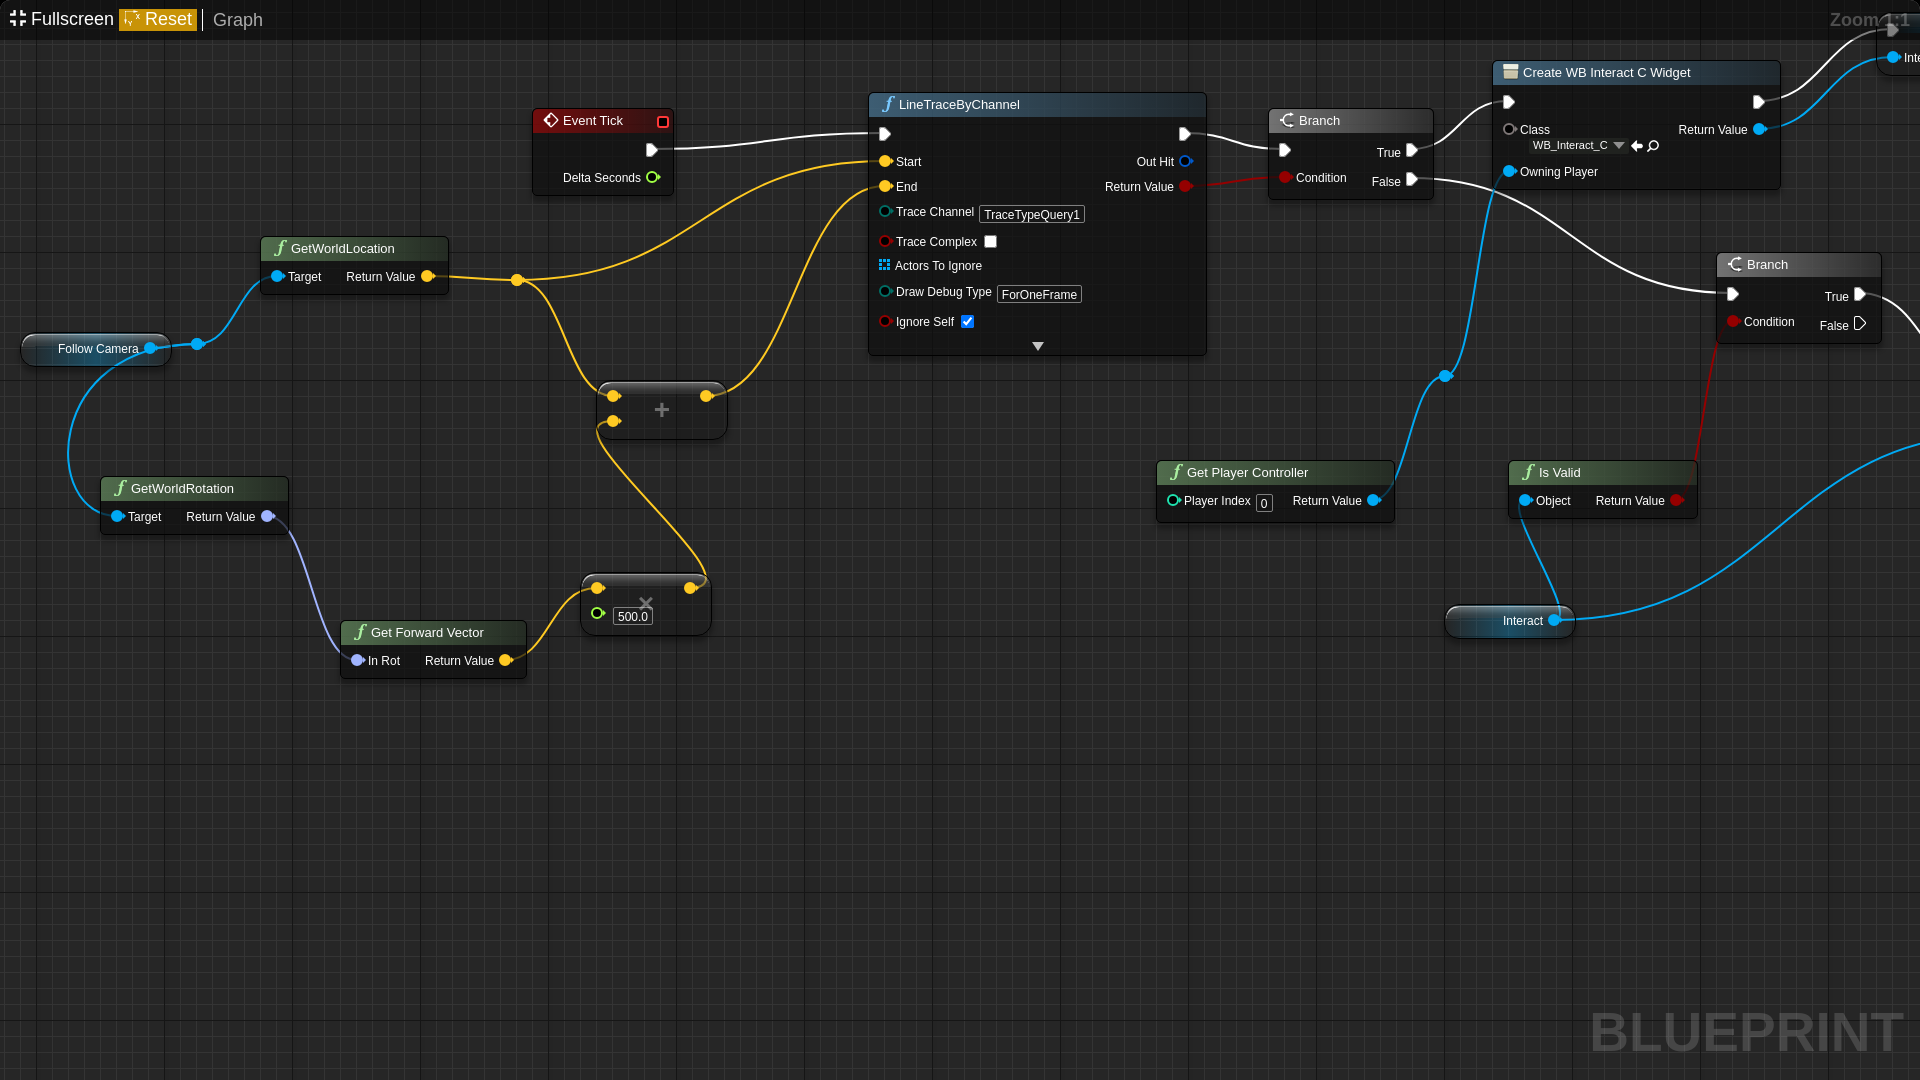 Fullscreen Reset Graph
Zoom 1:1
Event Tick
Delta Seconds
LineTraceByChannel
Start
Out Hit
End
Return Value
Trace Channel TraceTypeQuery1
Trace Complex
Actors To Ignore
Draw Debug Type ForOneFrame
Ignore Self
Branch
True
Condition
False
Create WB Interact C Widget
Class
Return Value
WB_Interact_C
Owning Player
Inte
GetWorldLocation
Target Return Value
Branch
True
Condition
False
Follow Camera
+
GetWorldRotation
Target Return Value
Get Player Controller
Player Index 0 Return Value
Is Valid
Object Return Value
×
500.0
Get Forward Vector
In Rot Return Value
Interact
BLUEPRINT